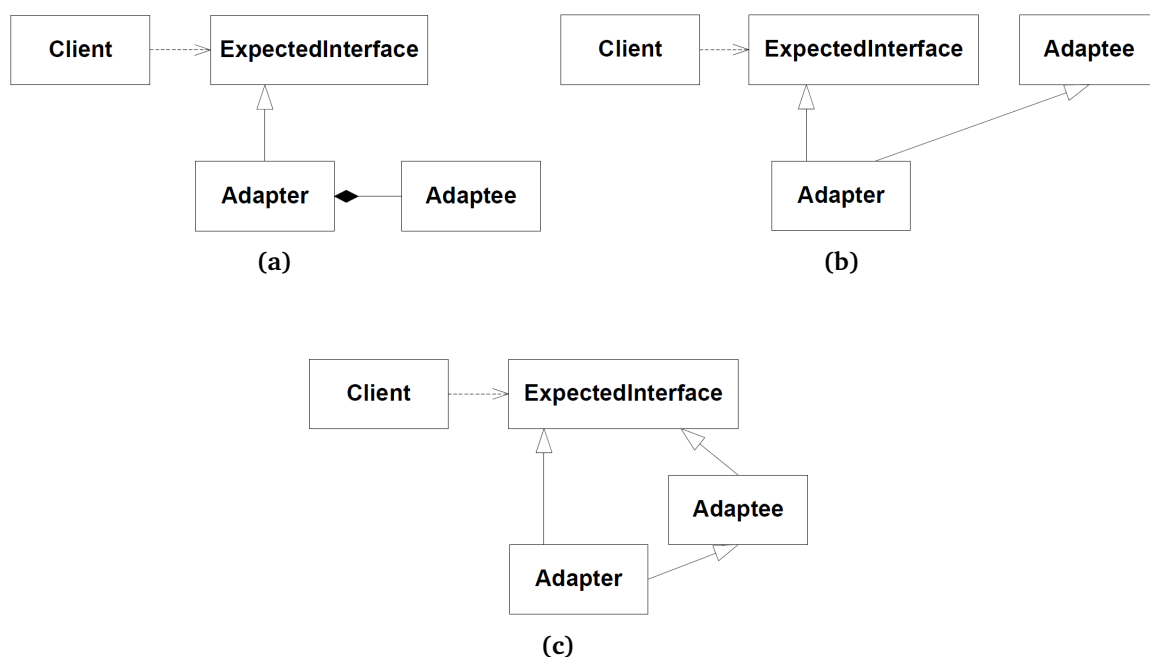 Client ExpectedInterface
Adapter Adaptee
(a)
Client ExpectedInterface Adaptee
Adapter
(b)
Client ExpectedInterface
Adaptee
Adapter
(c)